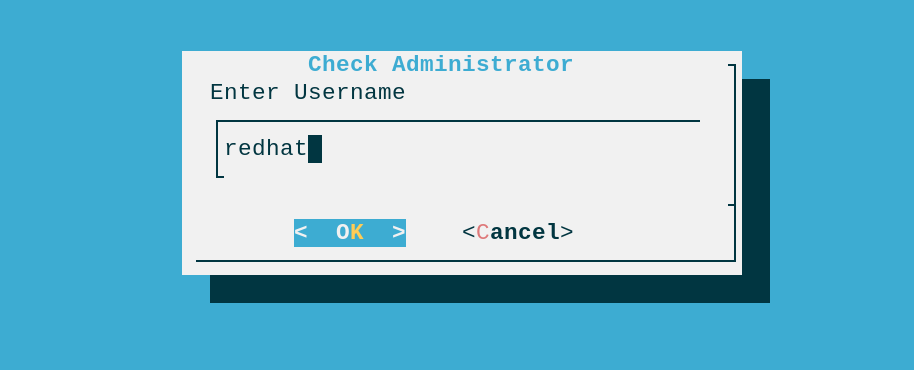 Check Administrator
Enter Username
redhat
<  OK  > <Cancel>